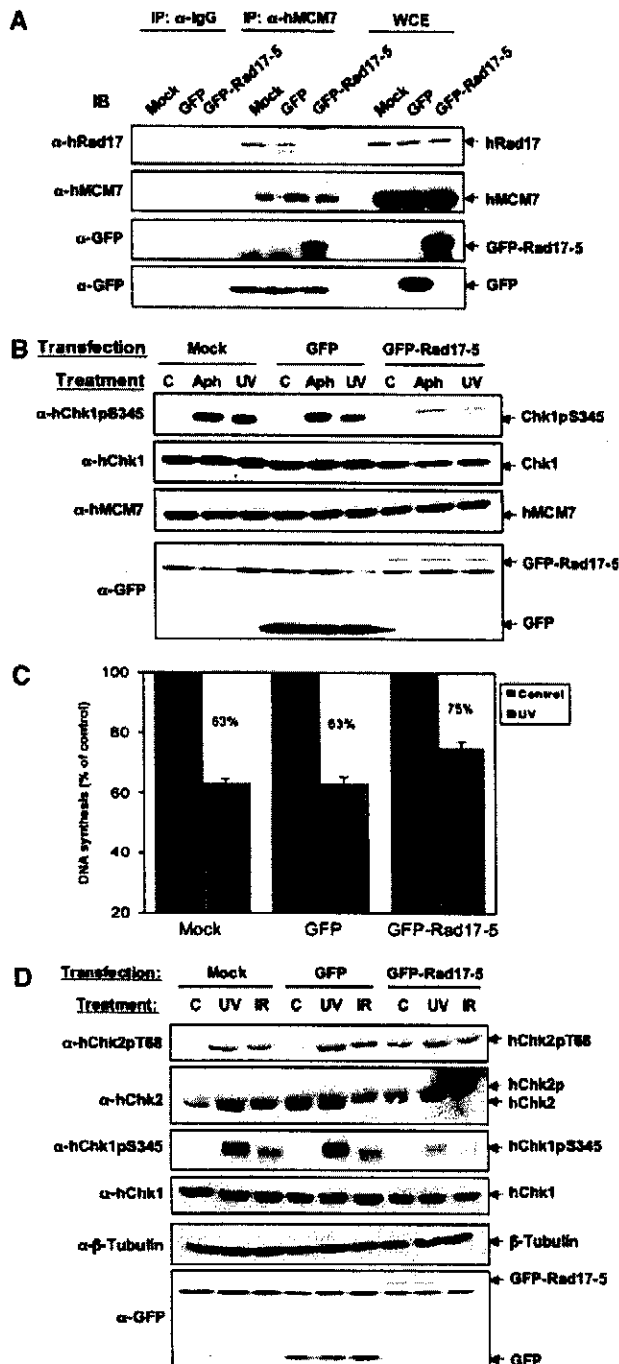 A
IP: α-IgG IP: α-hMCM7 WCE
IB Mock GFP GFP-Rad17-5 Mock GFP GFP-Rad17-5 Mock GFP GFP-Rad17-5
α-hRad17 hRad17
α-hMCM7 hMCM7
α-GFP GFP-Rad17-5
α-GFP GFP
B
Transfection Mock GFP GFP-Rad17-5
Treatment C Aph UV C Aph UV C Aph UV
α-hChk1pS345 Chk1pS345
α-hChk1 Chk1
α-hMCM7 hMCM7
α-GFP GFP-Rad17-5
GFP
C
DNA synthesis (% of control)
100
80
60
40
20
63% 63% 75%
Control
UV
Mock GFP GFP-Rad17-5
D
Transfection: Mock GFP GFP-Rad17-5
Treatment: C UV IR C UV IR C UV IR
α-hChk2pT68 hChk2pT68
α-hChk2 hChk2p
hChk2
α-hChk1pS345 hChk1pS345
α-hChk1 hChk1
α-β-Tubulin β-Tubulin
α-GFP GFP-Rad17-5
GFP